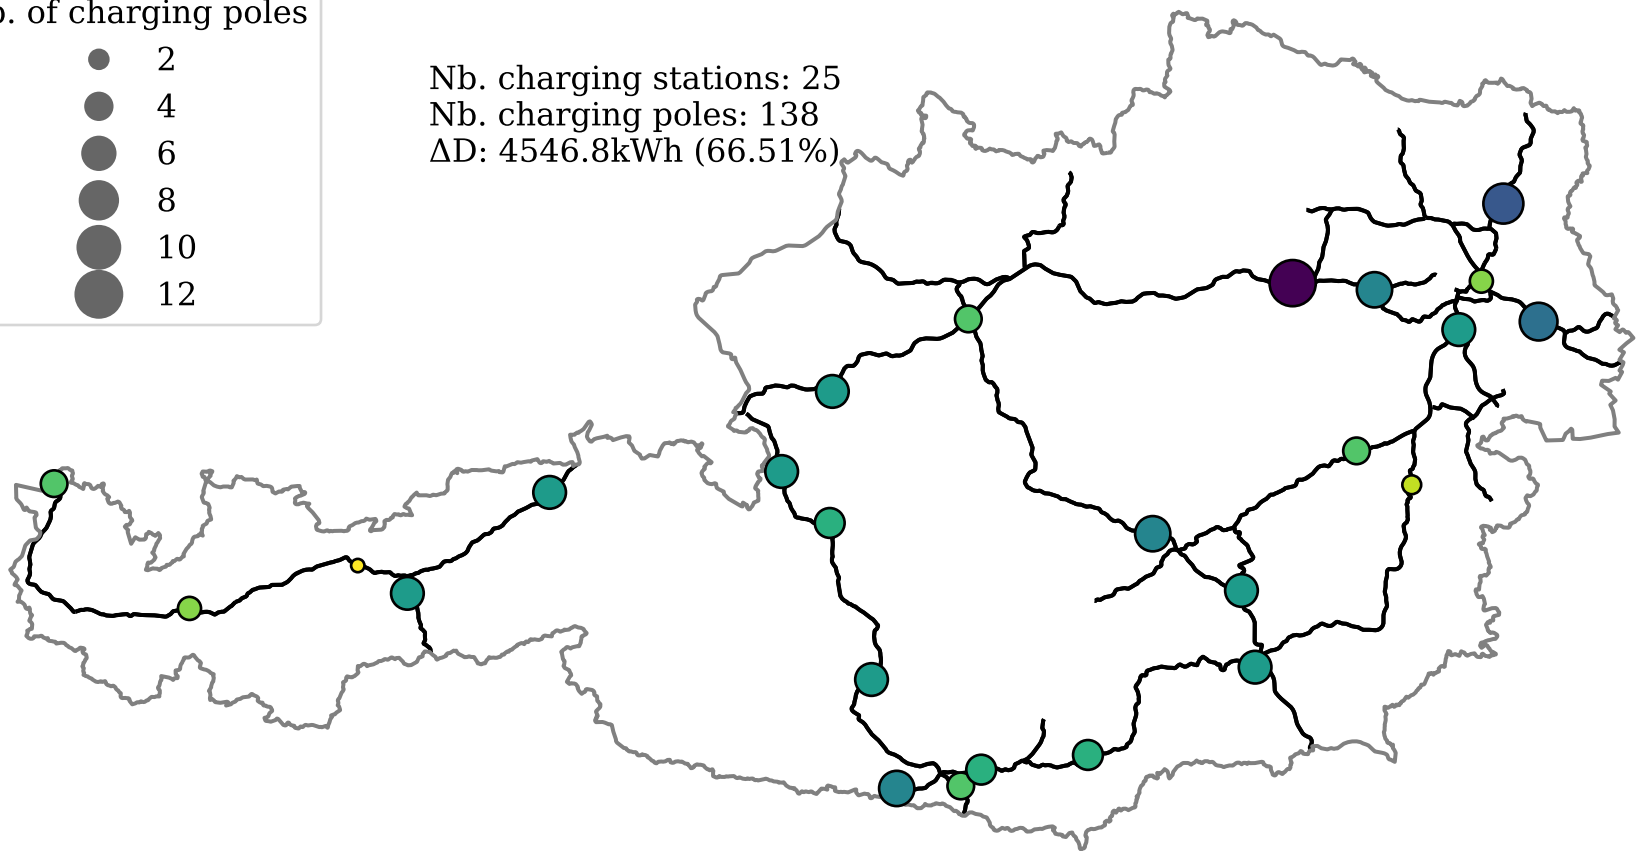 of charging poles
2
4
6
8
10
12
Nb. charging stations: 25
Nb. charging poles: 138
ΔD: 4546.8kWh (66.51%)